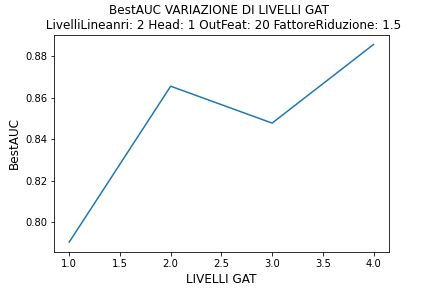 BestAUC VARIAZIONE DI LIVELLI GAT
LivelliLineanri: 2 Head: 1 OutFeat: 20 FattoreRiduzione: 1.5
BestAUC
0.88
0.86
0.84
0.82
0.80
1.0 1.5 2.0 2.5 3.0 3.5 4.0
LIVELLI GAT